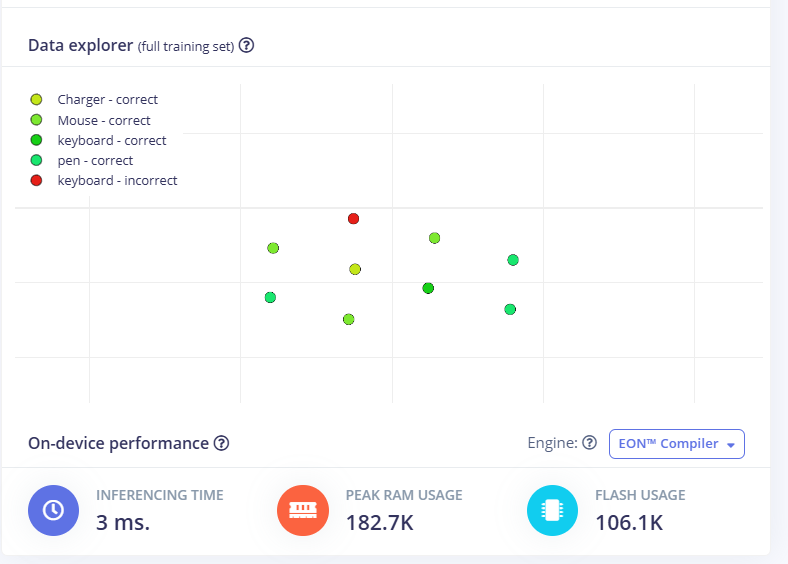 Data explorer (full training set) ?
Charger - correct
Mouse - correct
keyboard - correct
pen - correct
keyboard - incorrect
On-device performance ?
Engine: ?
EON™ Compiler
INFERENCING TIME
3 ms.
PEAK RAM USAGE
182.7K
FLASH USAGE
106.1K